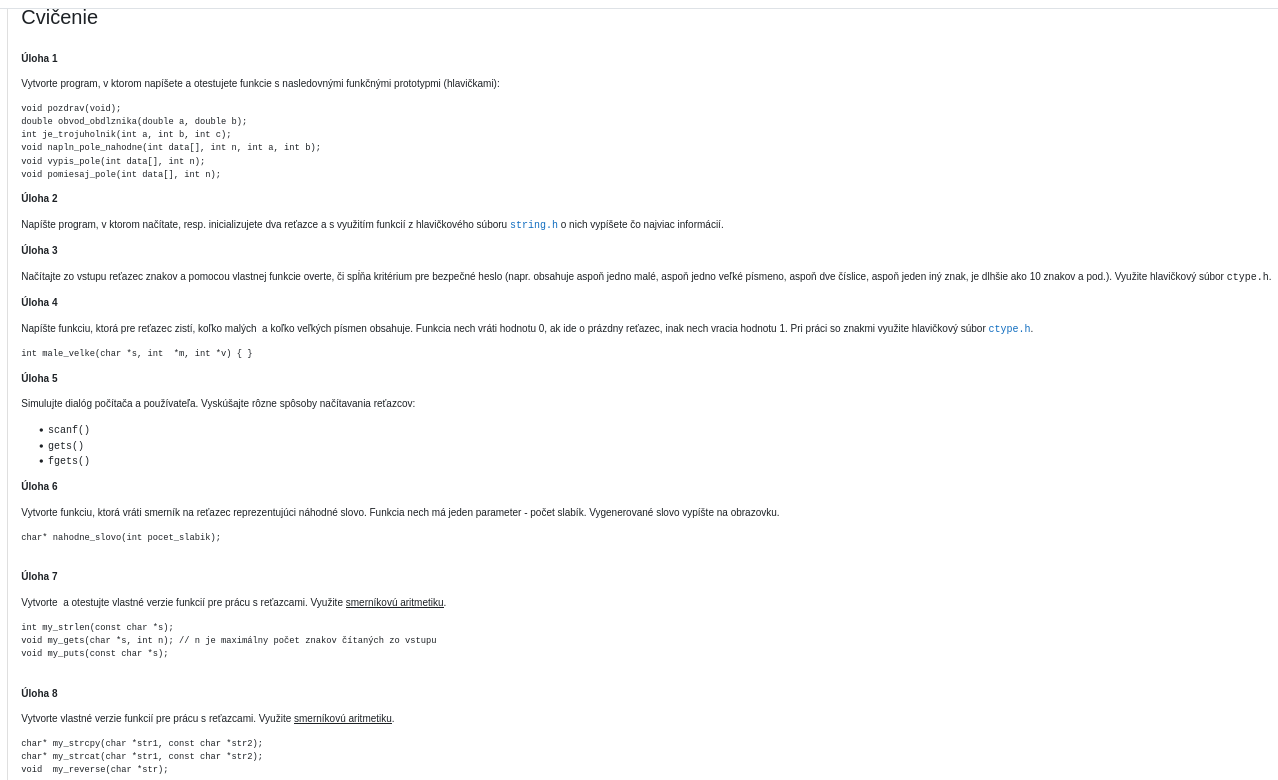 Cvičenie
Úloha 1
Vytvorte program, v ktorom napíšete a otestujete funkcie s nasledovnými funkčnými prototypmi (hlavičkami):
void pozdrav(void);
double obvod_obdlznika(double a, double b);
int je_trojuholnik(int a, int b, int c);
void napln_pole_nahodne(int data[], int n, int a, int b);
void vypis_pole(int data[], int n);
void pomiesaj_pole(int data[], int n);
Úloha 2
Napíšte program, v ktorom načítate, resp. inicializujete dva reťazce a s využitím funkcií z hlavičkového súboru string.h o nich vypíšete čo najviac informácií.
Úloha 3
Načítajte zo vstupu reťazec znakov a pomocou vlastnej funkcie overte, či spĺňa kritérium pre bezpečné heslo (napr. obsahuje aspoň jedno malé, aspoň jedno veľké písmeno, aspoň dve číslice, aspoň jeden iný znak, je dlhšie ako 10 znakov a pod.). Využite hlavičkový súbor ctype.h.
Úloha 4
Napíšte funkciu, ktorá pre reťazec zistí, koľko malých  a koľko veľkých písmen obsahuje. Funkcia nech vráti hodnotu 0, ak ide o prázdny reťazec, inak nech vracia hodnotu 1. Pri práci so znakmi využite hlavičkový súbor ctype.h.
int male_velke(char *s, int  *m, int *v) { }
Úloha 5
Simulujte dialóg počítača a používateľa. Vyskúšajte rôzne spôsoby načítavania reťazcov:
• scanf()
• gets()
• fgets()
Úloha 6
Vytvorte funkciu, ktorá vráti smerník na reťazec reprezentujúci náhodné slovo. Funkcia nech má jeden parameter - počet slabík. Vygenerované slovo vypíšte na obrazovku.
char* nahodne_slovo(int pocet_slabik);
Úloha 7
Vytvorte  a otestujte vlastné verzie funkcií pre prácu s reťazcami. Využite smerníkovú aritmetiku.
int my_strlen(const char *s);
void my_gets(char *s, int n); // n je maximálny počet znakov čítaných zo vstupu
void my_puts(const char *s);
Úloha 8
Vytvorte vlastné verzie funkcií pre prácu s reťazcami. Využite smerníkovú aritmetiku.
char* my_strcpy(char *str1, const char *str2);
char* my_strcat(char *str1, const char *str2);
void  my_reverse(char *str);